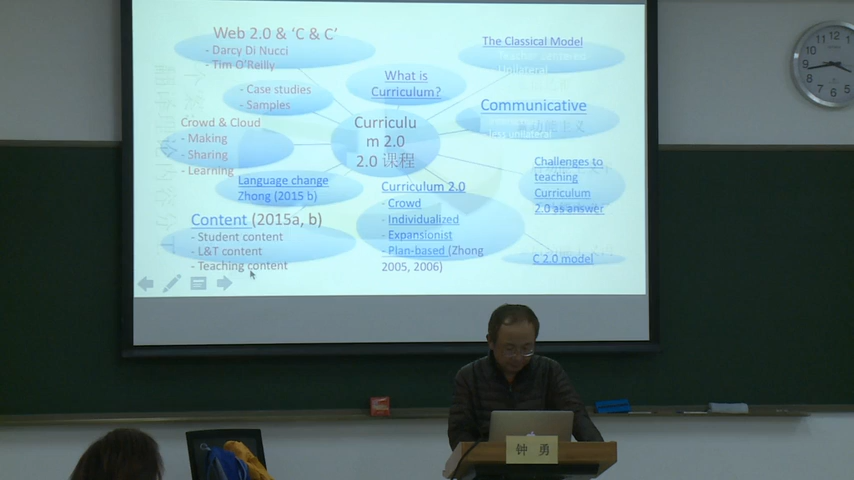 Web 2.0 & ‘C & C’
- Darcy Di Nucci
- Tim O’Reilly
- Case studies
- Samples
Crowd & Cloud
- Making
- Sharing
- Learning
Language change
Zhong (2015 b)
Content (2015a, b)
- Student content
- L&T content
- Teaching content
What is
Curriculum?
Curriculu
m 2.0
2.0 课程
Curriculum 2.0
- Crowd
- Individualized
- Expansionist
- Plan-based (Zhong
2005, 2006)
The Classical Model
Unilateral
Communicative
less unilateral
Challenges to
teaching
Curriculum
2.0 as answer
C 2.0 model
钟 勇